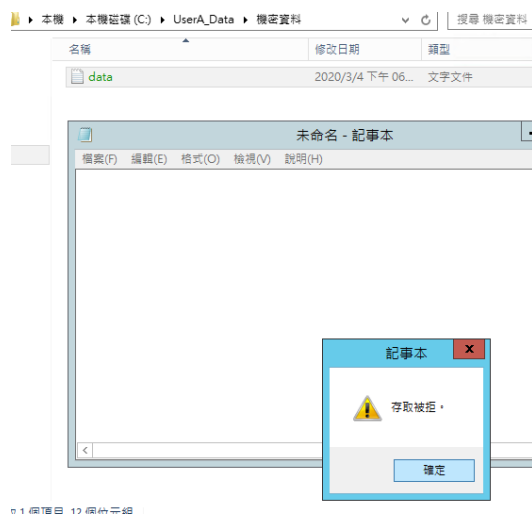 本機 ▸ 本機磁碟 (C:) ▸ UserA_Data ▸ 機密資料
搜尋 機密資料
名稱 修改日期 類型
data 2020/3/4 下午 06... 文字文件
未命名 - 記事本
檔案(F) 編輯(E) 格式(O) 檢視(V) 說明(H)
記事本
存取被拒。
確定
1 個項目 12 個位元組